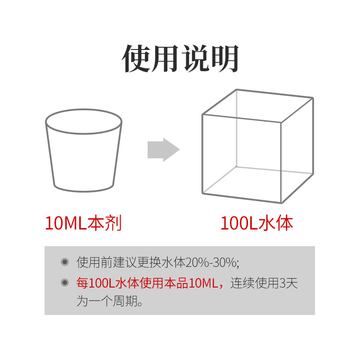 使用说明
10ML本剂 100L水体
使用前建议更换水体20%-30%;
每100L水体使用本品10ML，连续使用3天
为一个周期。